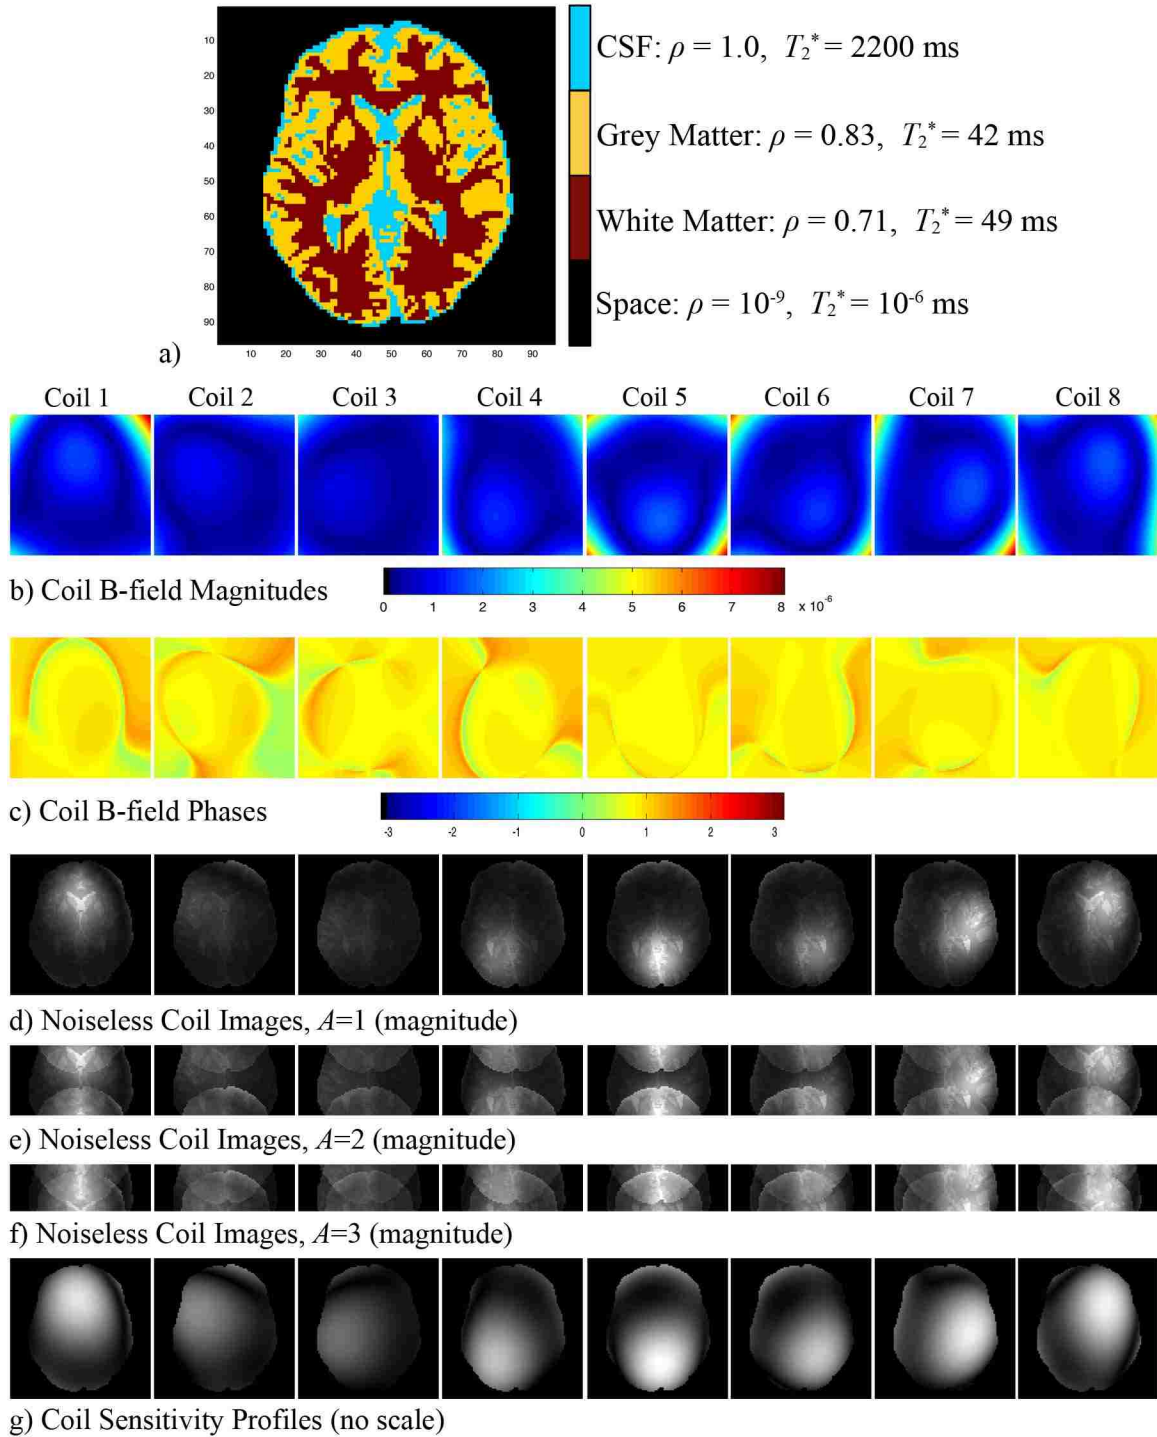 CSF: ρ = 1.0, T₂* = 2200 ms
Grey Matter: ρ = 0.83, T₂* = 42 ms
White Matter: ρ = 0.71, T₂* = 49 ms
Space: ρ = 10⁻⁹, T₂* = 10⁻⁶ ms
10
20
30
40
50
60
70
80
90
10 20 30 40 50 60 70 80 90
a)
Coil 1 Coil 2 Coil 3 Coil 4 Coil 5 Coil 6 Coil 7 Coil 8
b) Coil B-field Magnitudes
0 1 2 3 4 5 6 7 8 x 10⁻⁶
c) Coil B-field Phases
-3 -2 -1 0 1 2 3
d) Noiseless Coil Images, A=1 (magnitude)
e) Noiseless Coil Images, A=2 (magnitude)
f) Noiseless Coil Images, A=3 (magnitude)
g) Coil Sensitivity Profiles (no scale)